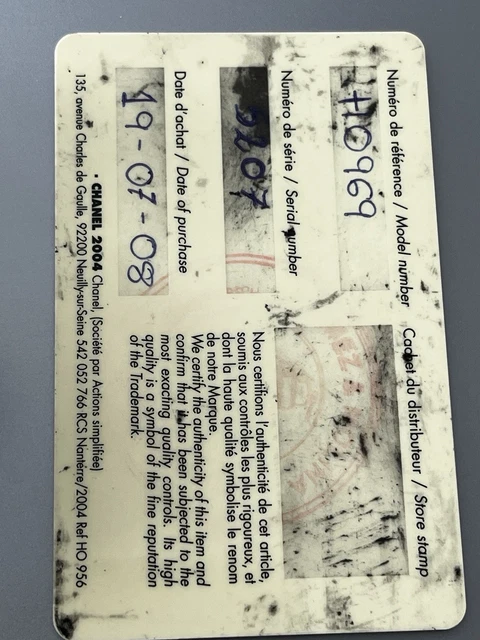 Numéro de référence / Model number
H0969
Numéro de série / Serial number
Date d'achat / Date of purchase
19-07-08
Cachet du distributeur / Store stamp
Nous certifions l'authenticité de cet article,
soumis aux contrôles les plus rigoureux, et
dont la haute qualité symbolise le renom
de notre Marque.
We certify the authenticity of this item and
confirm that it has been subjected to the
most exacting quality controls. Its high
quality is a symbol of the fine reputation
of the Trademark.
. CHANEL 2004 Chanel, (Société par Actions simplifiée)
135, avenue Charles de Gaulle, 92200 Neuilly-sur-Seine 542 052 766 RCS Nanterre/2004 Ref HO 956